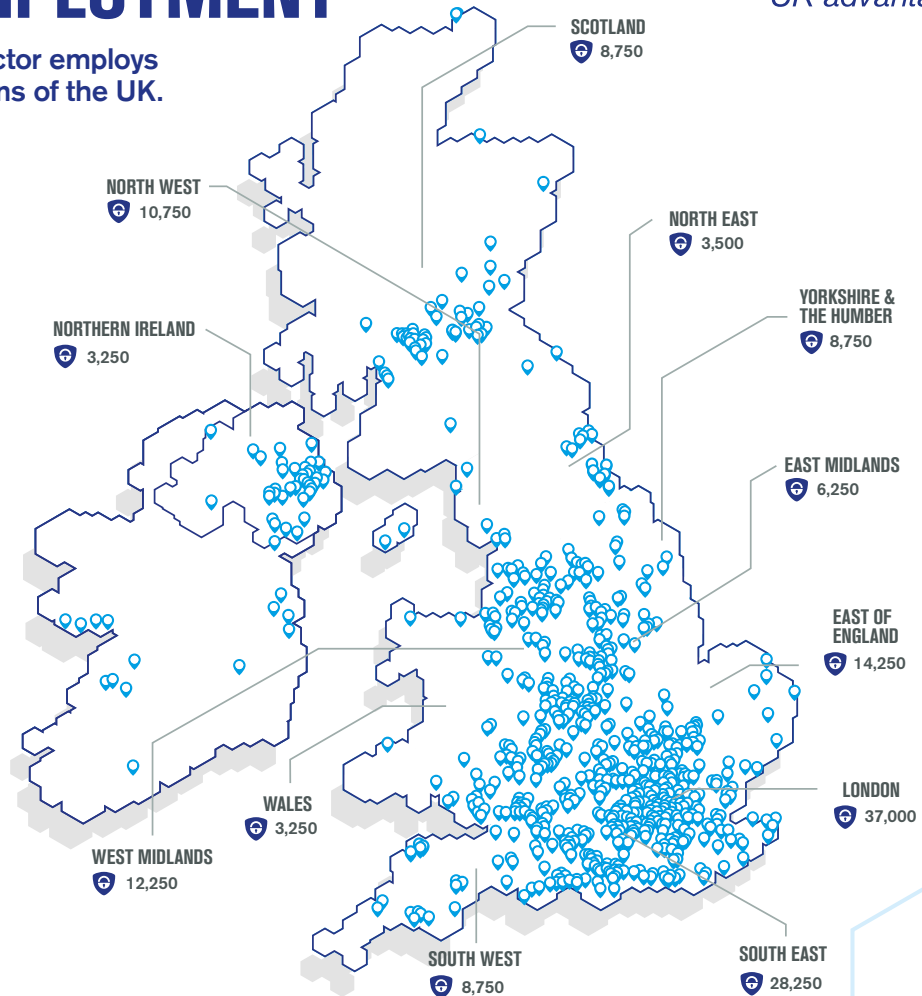 UK
SCOTLAND
8,750
ctor employs
ns of the UK.
NORTH WEST
10,750
NORTH EAST
3,500
YORKSHIRE &
THE HUMBER
8,750
NORTHERN IRELAND
3,250
EAST MIDLANDS
6,250
EAST OF
ENGLAND
14,250
LONDON
37,000
WALES
3,250
WEST MIDLANDS
12,250
SOUTH WEST
8,750
SOUTH EAST
28,250